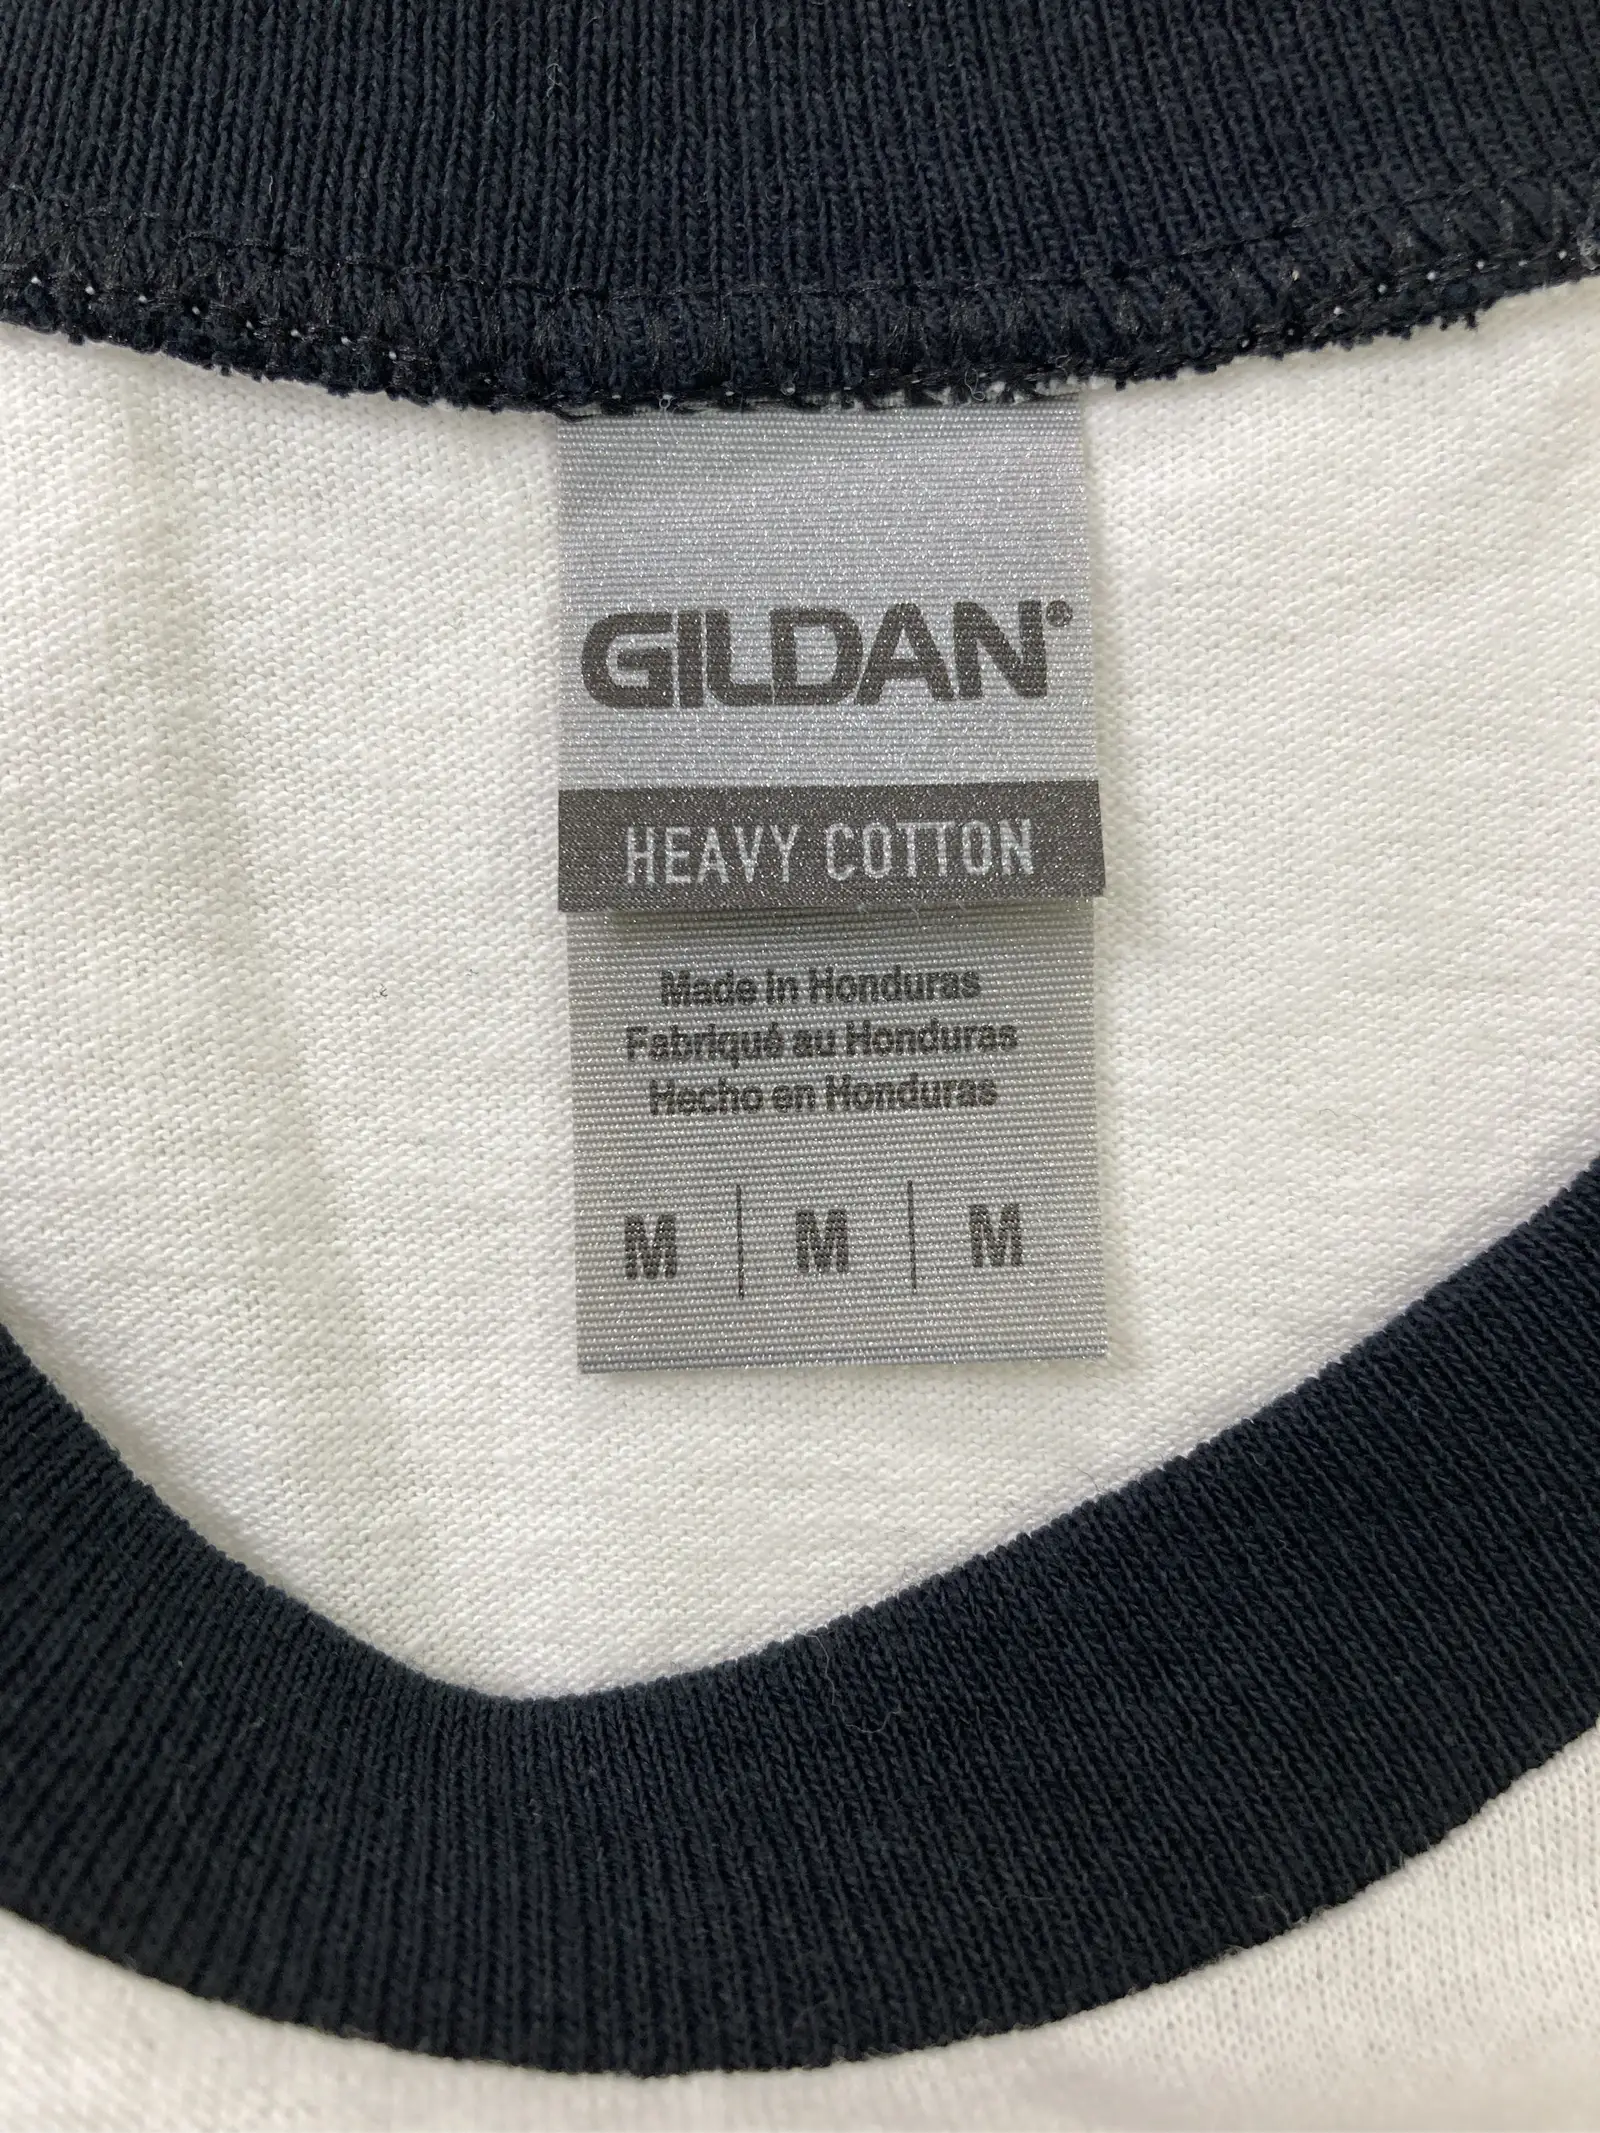 GILDAN®
HEAVY COTTON
Made in Honduras
Fabriqué au Honduras
Hecho en Honduras
M | M | M